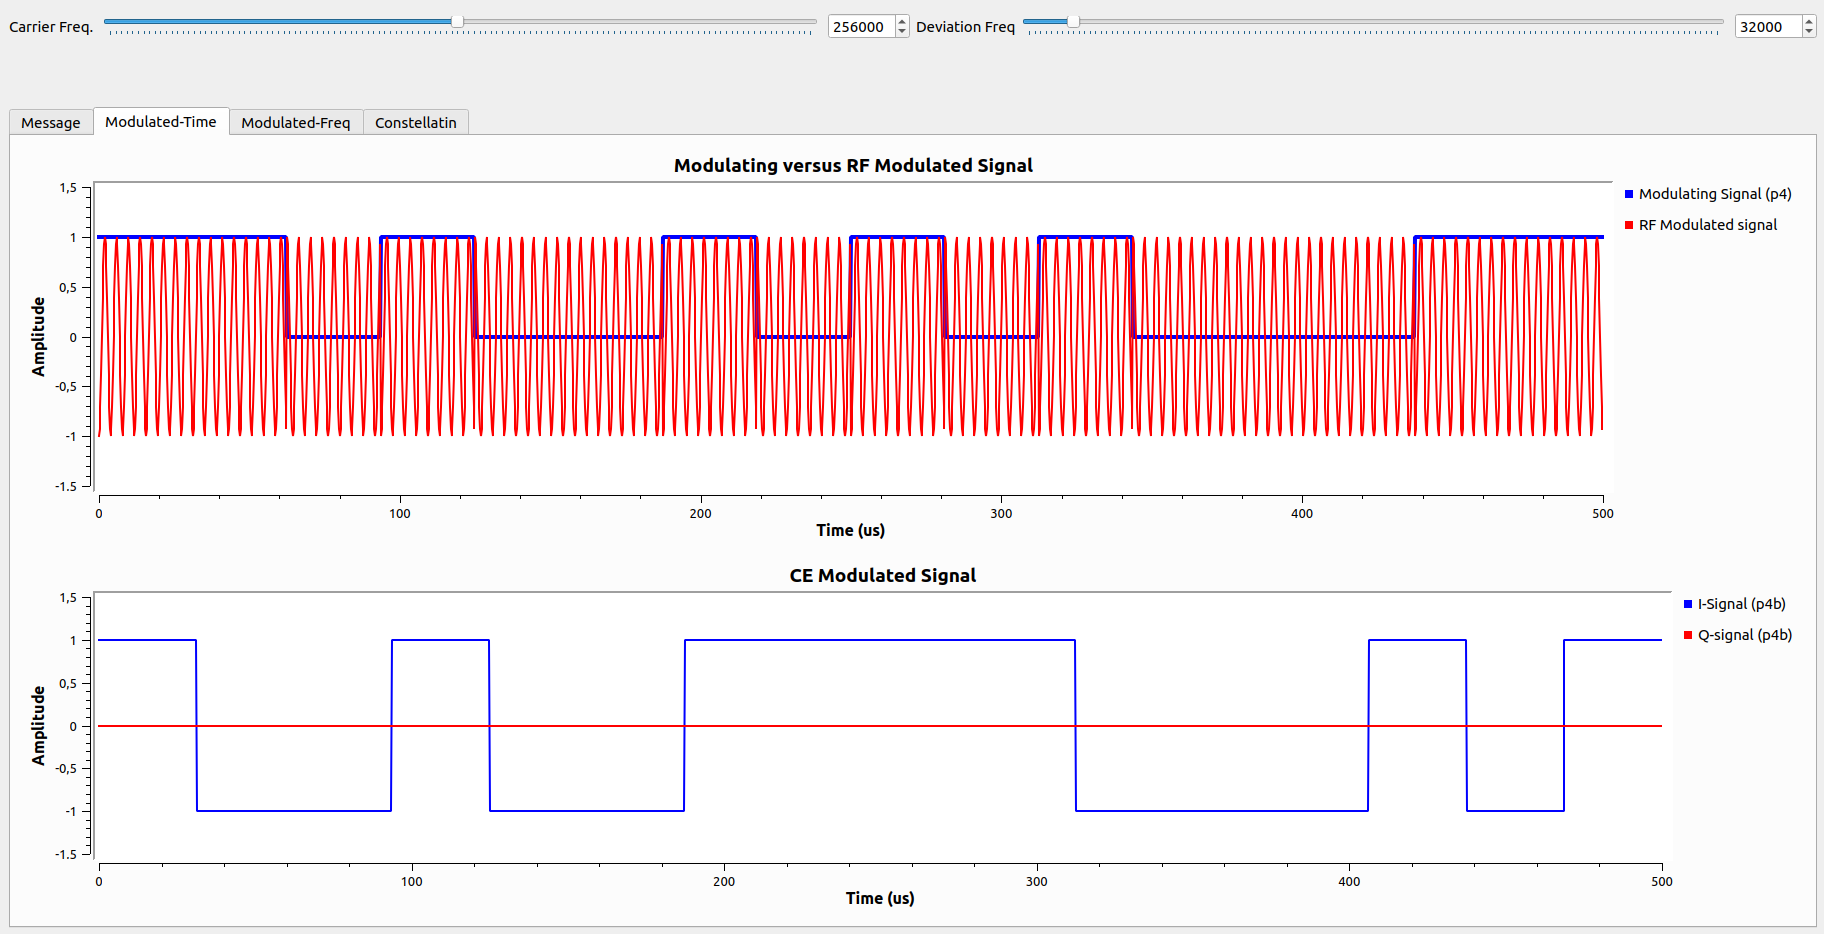 Carrier Freq. 256000 Deviation Freq 32000
Message Modulated-Time Modulated-Freq Constellatin
Modulating versus RF Modulated Signal
1,5
1
0,5
0
-0,5
-1
-1.5
Amplitude
0 100 200 300 400 500
Time (us)
Modulating Signal (p4)
RF Modulated signal
CE Modulated Signal
1,5
1
0,5
0
-0,5
-1
-1.5
Amplitude
0 100 200 300 400 500
Time (us)
I-Signal (p4b)
Q-signal (p4b)